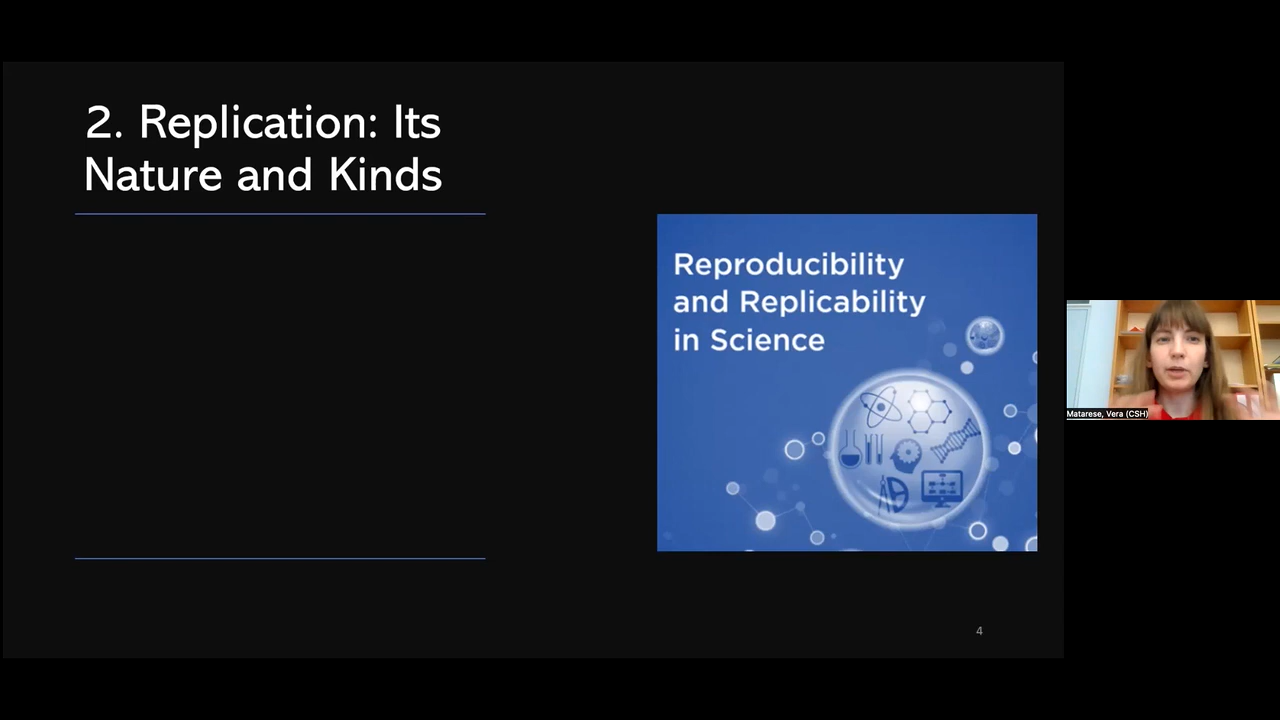 2. Replication: Its
Nature and Kinds
Reproducibility
and Replicability
in Science
Matarese, Vera (CSH)
4